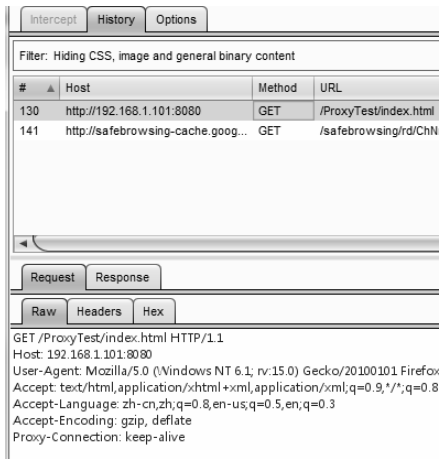 Intercept History Options
Filter: Hiding CSS, image and general binary content
# Host Method URL
130 http://192.168.1.101:8080 GET /ProxyTest/index.html
141 http://safebrowsing-cache.goog... GET /safebrowsing/rd/ChN
Request Response
Raw Headers Hex
GET /ProxyTest/index.html HTTP/1.1
Host: 192.168.1.101:8080
User-Agent: Mozilla/5.0 (Windows NT 6.1; rv:15.0) Gecko/20100101 Firefox
Accept: text/html,application/xhtml+xml,application/xml;q=0.9,*/*;q=0.8
Accept-Language: zh-cn,zh;q=0.8,en-us;q=0.5,en;q=0.3
Accept-Encoding: gzip, deflate
Proxy-Connection: keep-alive